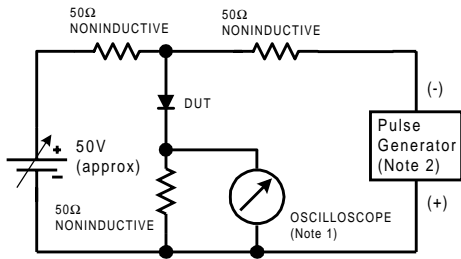 50Ω
NONINDUCTIVE
50Ω
NONINDUCTIVE
(-)
DUT
+
50V
(approx)
-
Pulse
Generator
(Note 2)
50Ω
NONINDUCTIVE
OSCILLOSCOPE
(Note 1)
(+)